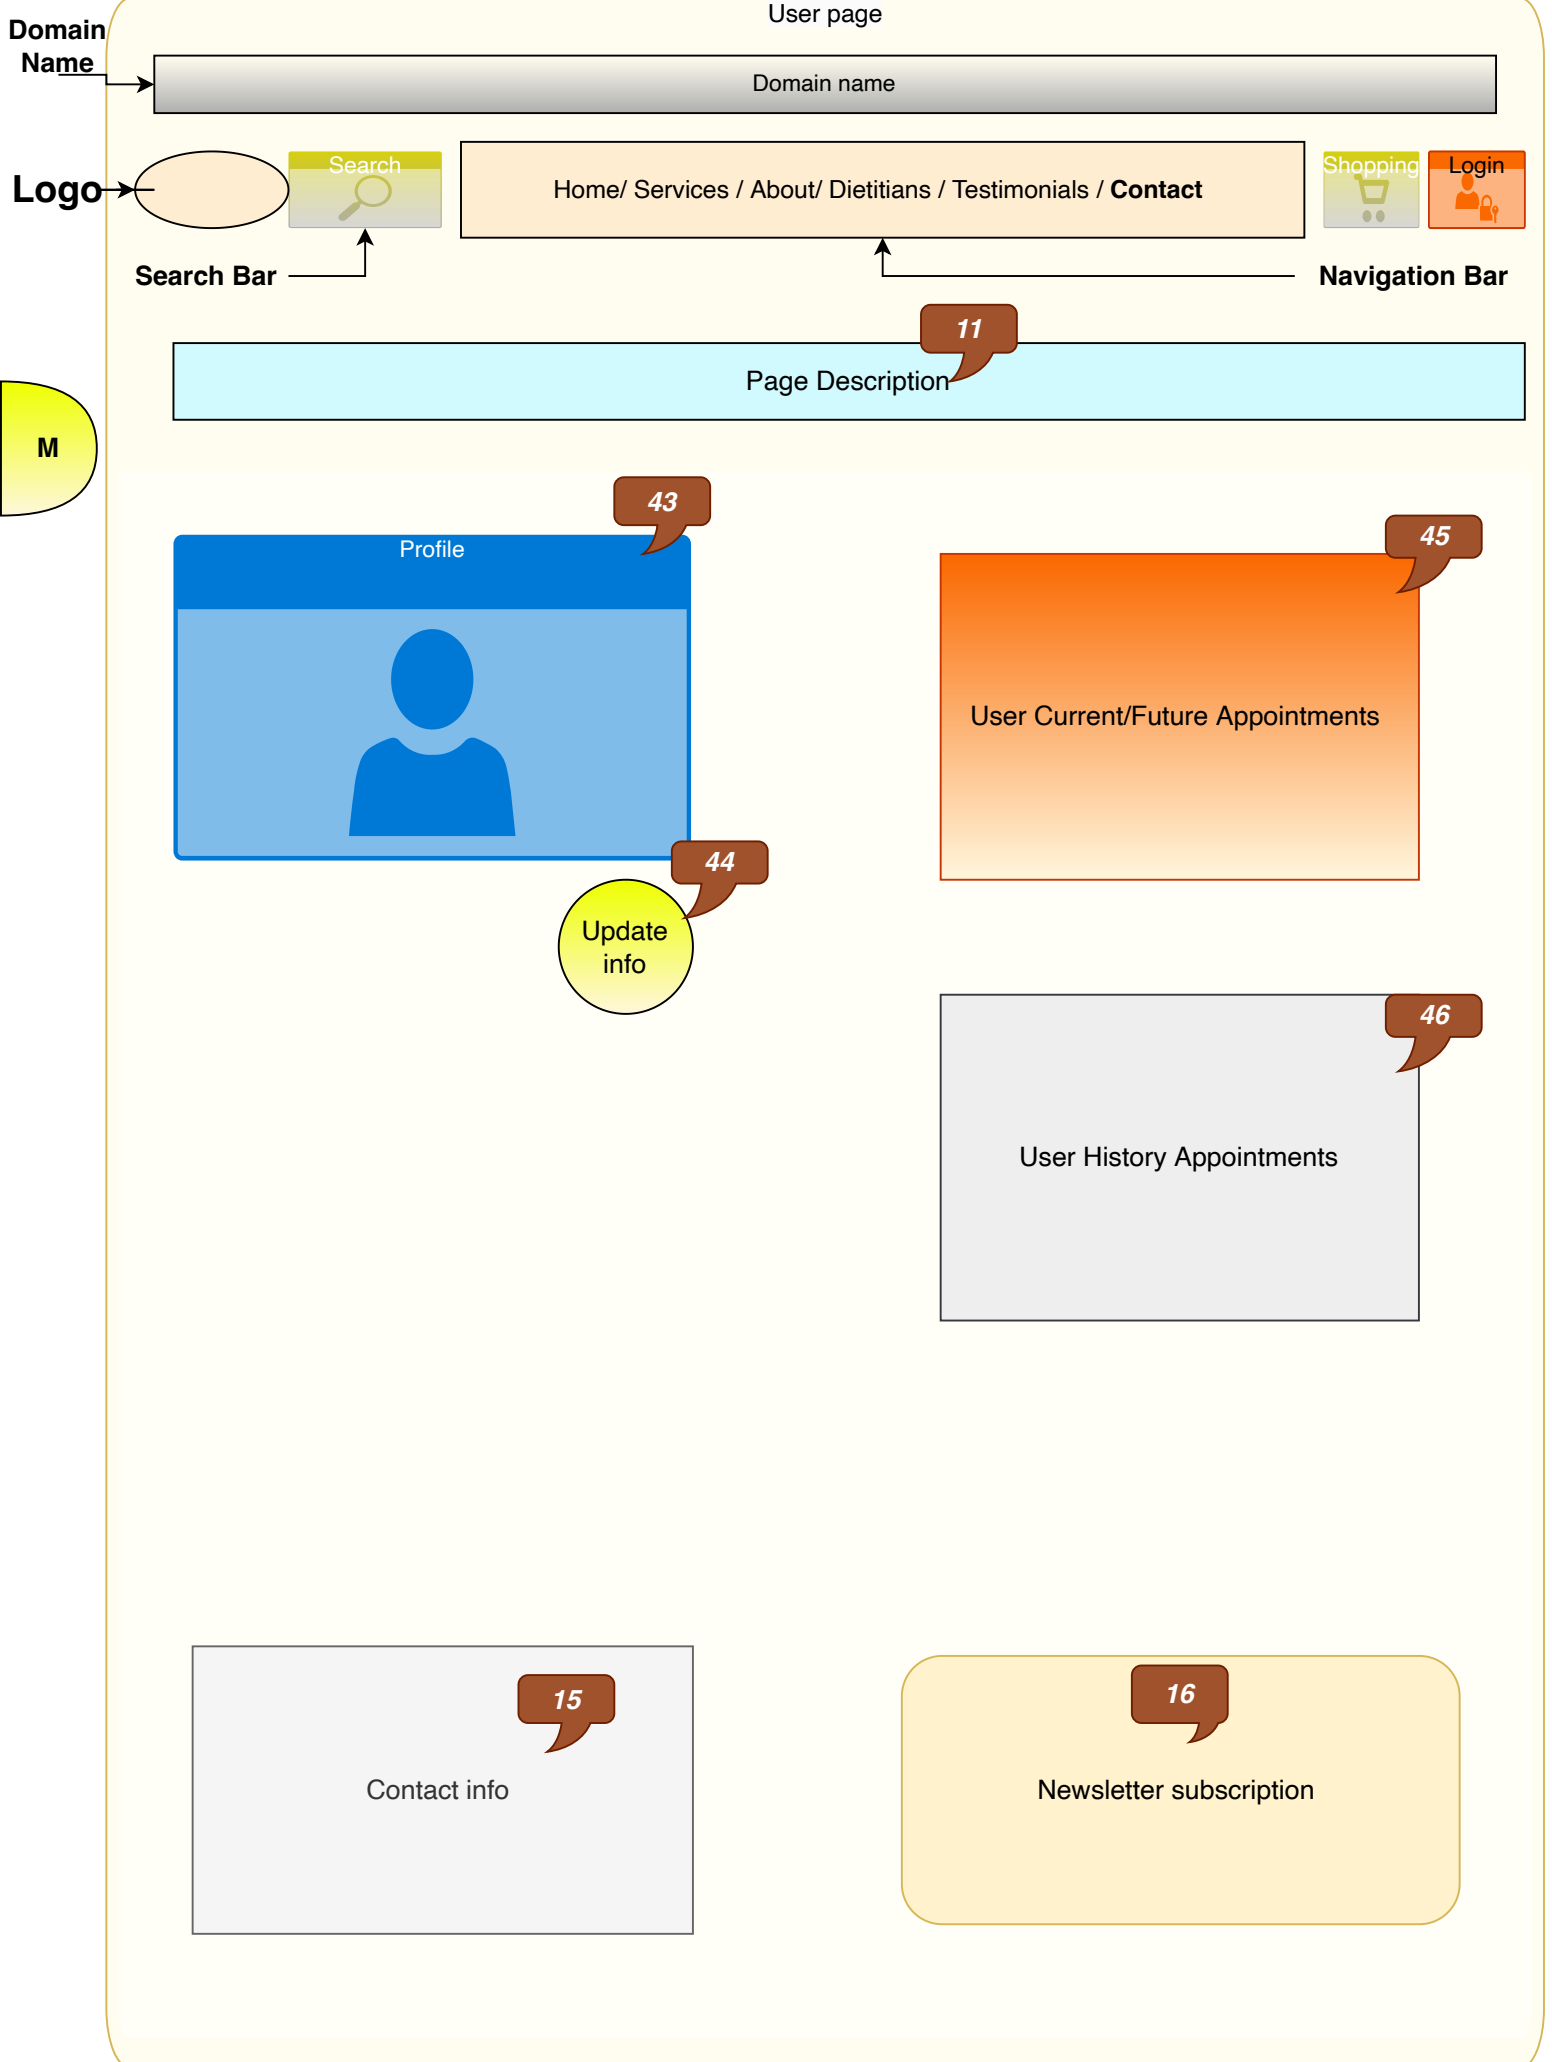 User page
Domain
Name
Domain name
Logo
Search
Home/ Services / About/ Dietitians / Testimonials / Contact
Shopping
Login
Search Bar
Navigation Bar
11
Page Description
M
43
Profile
45
User Current/Future Appointments
44
Update
info
46
User History Appointments
15
Contact info
16
Newsletter subscription